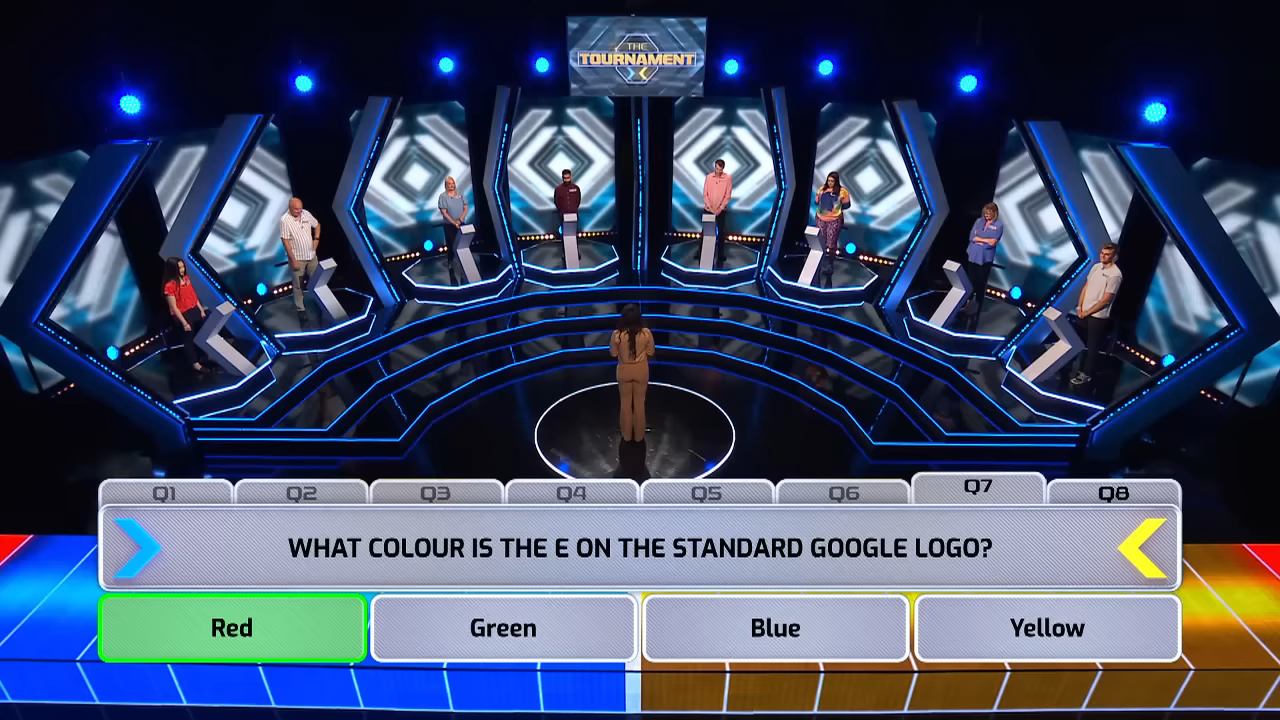 THE
TOURNAMENT
Q1
Q2
Q3
Q4
Q5
Q6
Q7
Q8
WHAT COLOUR IS THE E ON THE STANDARD GOOGLE LOGO?
Red
Green
Blue
Yellow